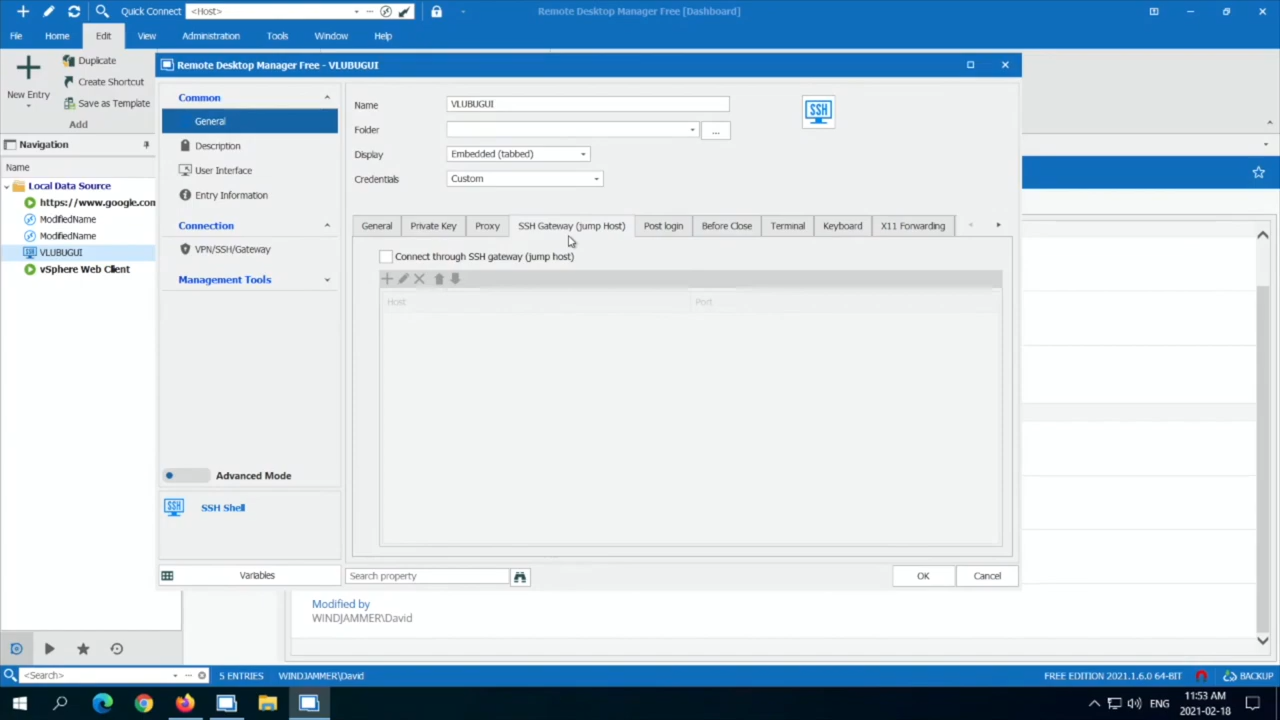 Quick Connect <Host>
Remote Desktop Manager Free [Dashboard]
File Home Edit View Administration Tools Window Help
New Entry
Duplicate
Create Shortcut
Save as Template
Add
Navigation
Name
Local Data Source
https://www.google.com
ModifiedName
ModifiedName
VLUBUGUI
vSphere Web Client
Remote Desktop Manager Free - VLUBUGUI
Common
General
Description
User Interface
Entry Information
Connection
VPN/SSH/Gateway
Management Tools
Advanced Mode
SSH SSH Shell
Variables
Name VLUBUGUI
SSH
Folder
...
Display Embedded (tabbed)
Credentials Custom
General Private Key Proxy SSH Gateway (jump Host) Post login Before Close Terminal Keyboard X11 Forwarding
Connect through SSH gateway (jump host)
Host Port
Search property
OK Cancel
Modified by
WINDJAMMER\David
<Search>
5 ENTRIES WINDJAMMER\David
FREE EDITION 2021.1.6.0 64-BIT BACKUP
ENG
11:53 AM
2021-02-18